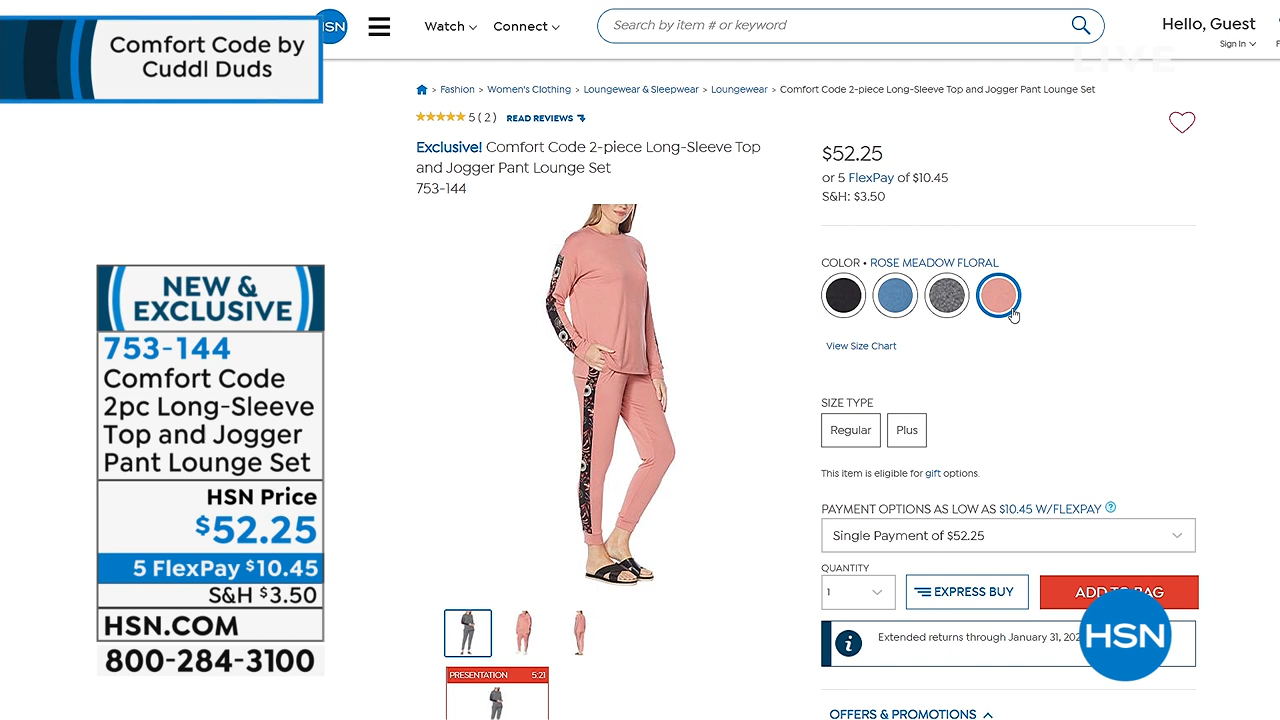 Comfort Code by
Cuddl Duds
HSN
Watch
Connect
Search by item # or keyword
Hello, Guest
Sign In
LIVE
> Fashion > Women's Clothing > Loungewear & Sleepwear > Loungewear > Comfort Code 2-piece Long-Sleeve Top and Jogger Pant Lounge Set
5 ( 2 ) READ REVIEWS
Exclusive! Comfort Code 2-piece Long-Sleeve Top
and Jogger Pant Lounge Set
753-144
$52.25
or 5 FlexPay of $10.45
S&H: $3.50
COLOR • ROSE MEADOW FLORAL
View Size Chart
SIZE TYPE
Regular
Plus
This item is eligible for gift options.
PAYMENT OPTIONS AS LOW AS $10.45 W/FLEXPAY ?
Single Payment of $52.25
QUANTITY
1
EXPRESS BUY
ADD TO BAG
Extended returns through January 31,
HSN
OFFERS & PROMOTIONS
PRESENTATION 5:21
NEW &
EXCLUSIVE
753-144
Comfort Code
2pc Long-Sleeve
Top and Jogger
Pant Lounge Set
HSN Price
$52.25
5 FlexPay $10.45
S&H $3.50
HSN.COM
800-284-3100